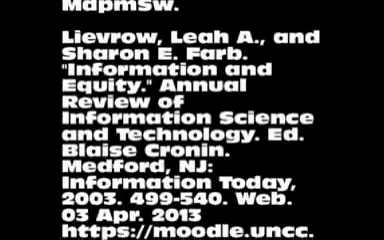 Mdpmsw.
Lievrow, Leah A., and
Sharon E. Farb.
"Information and
Equity." Annual
Review of
Information Science
and Technology. Ed.
Blaise Cronin.
Medford, NJ:
Information Today,
2003. 499-540. Web.
03 Apr. 2013
https://moodle.uncc.